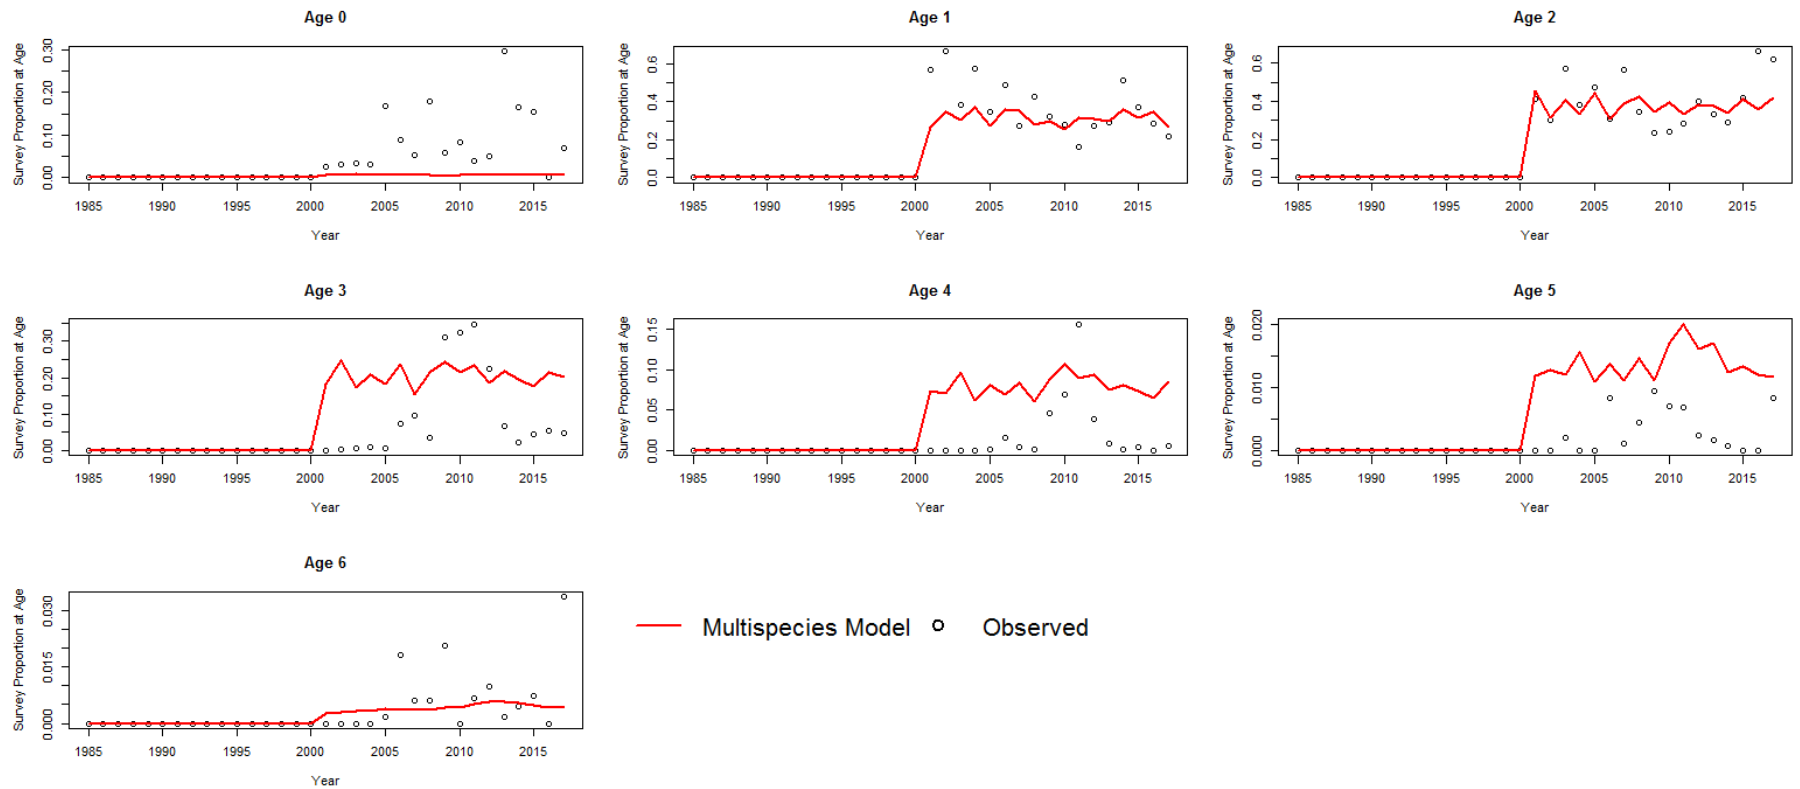 Age 0
Survey Proportion at Age
0.00 0.10 0.20 0.30
1985 1990 1995 2000 2005 2010 2015
Year
Age 1
Survey Proportion at Age
0.0 0.2 0.4 0.6
1985 1990 1995 2000 2005 2010 2015
Year
Age 2
Survey Proportion at Age
0.0 0.2 0.4 0.6
1985 1990 1995 2000 2005 2010 2015
Year
Age 3
Survey Proportion at Age
0.00 0.10 0.20 0.30
1985 1990 1995 2000 2005 2010 2015
Year
Age 4
Survey Proportion at Age
0.00 0.05 0.10 0.15
1985 1990 1995 2000 2005 2010 2015
Year
Age 5
Survey Proportion at Age
0.000 0.010 0.020
1985 1990 1995 2000 2005 2010 2015
Year
Age 6
Survey Proportion at Age
0.000 0.015 0.030
1985 1990 1995 2000 2005 2010 2015
Year
Multispecies Model Observed